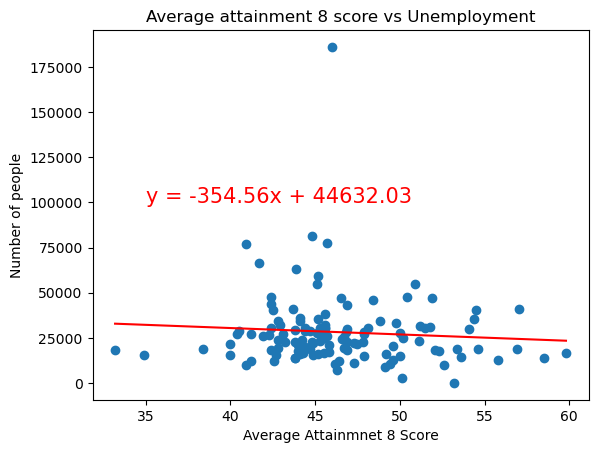 Average attainment 8 score vs Unemployment
175000
150000
125000
100000
75000
50000
25000
0
y = -354.56x + 44632.03
Number of people
35 40 45 50 55 60
Average Attainmnet 8 Score